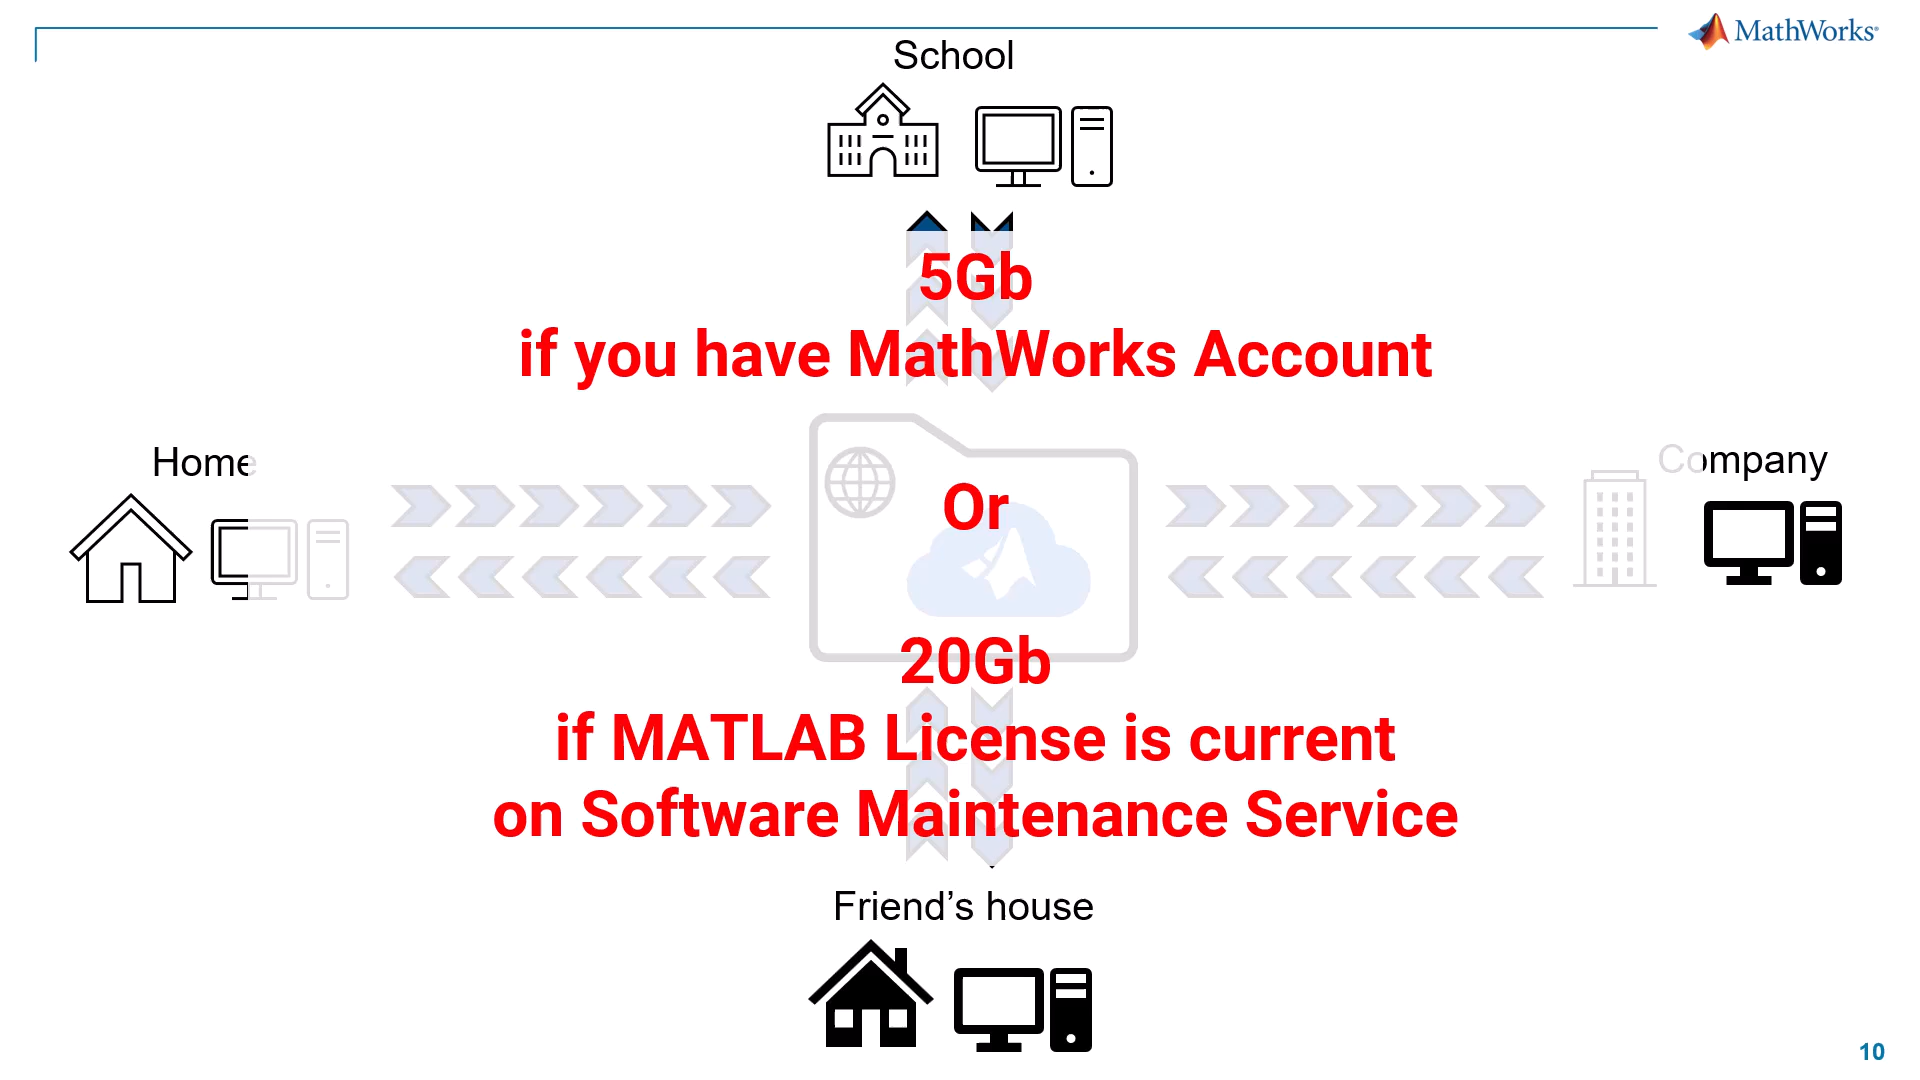 MathWorks®
School
5Gb
if you have MathWorks Account
Home
Company
Or
20Gb
if MATLAB License is current
on Software Maintenance Service
Friend’s house
10